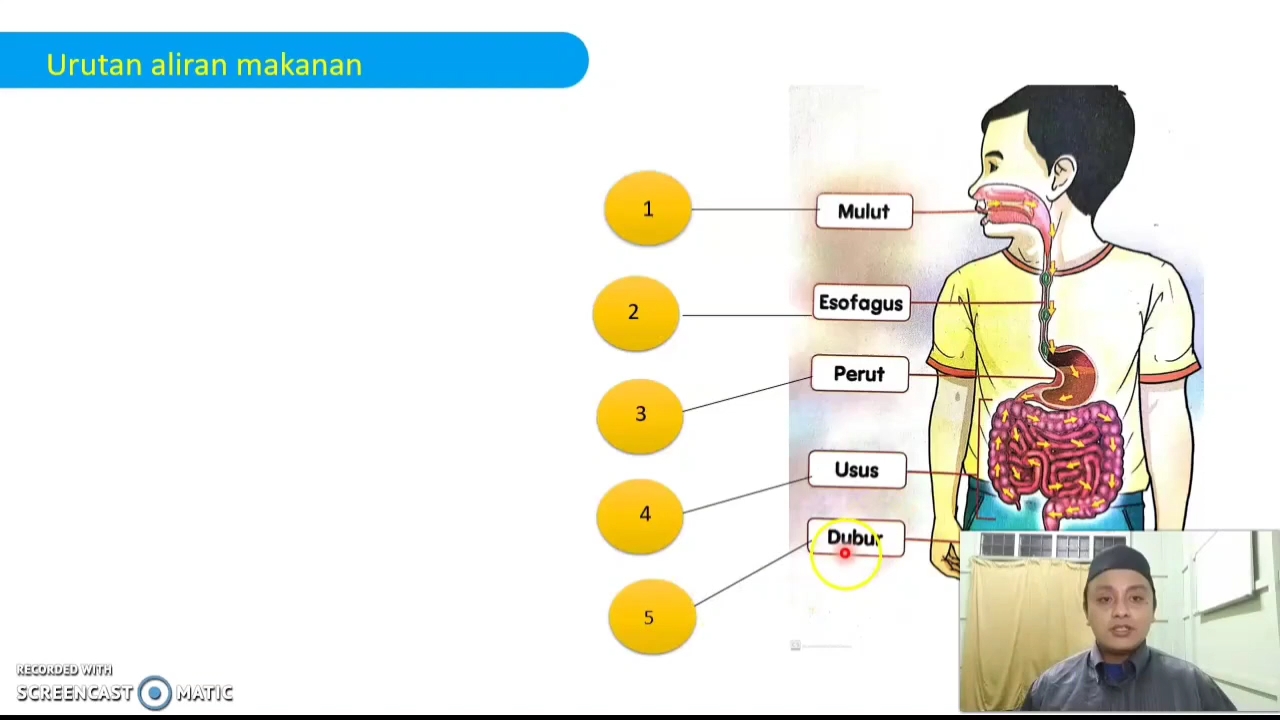 Urutan aliran makanan
1
Mulut
2
Esofagus
Perut
3
Usus
4
Dubur
5
RECORDED WITH
SCREENCAST MATIC